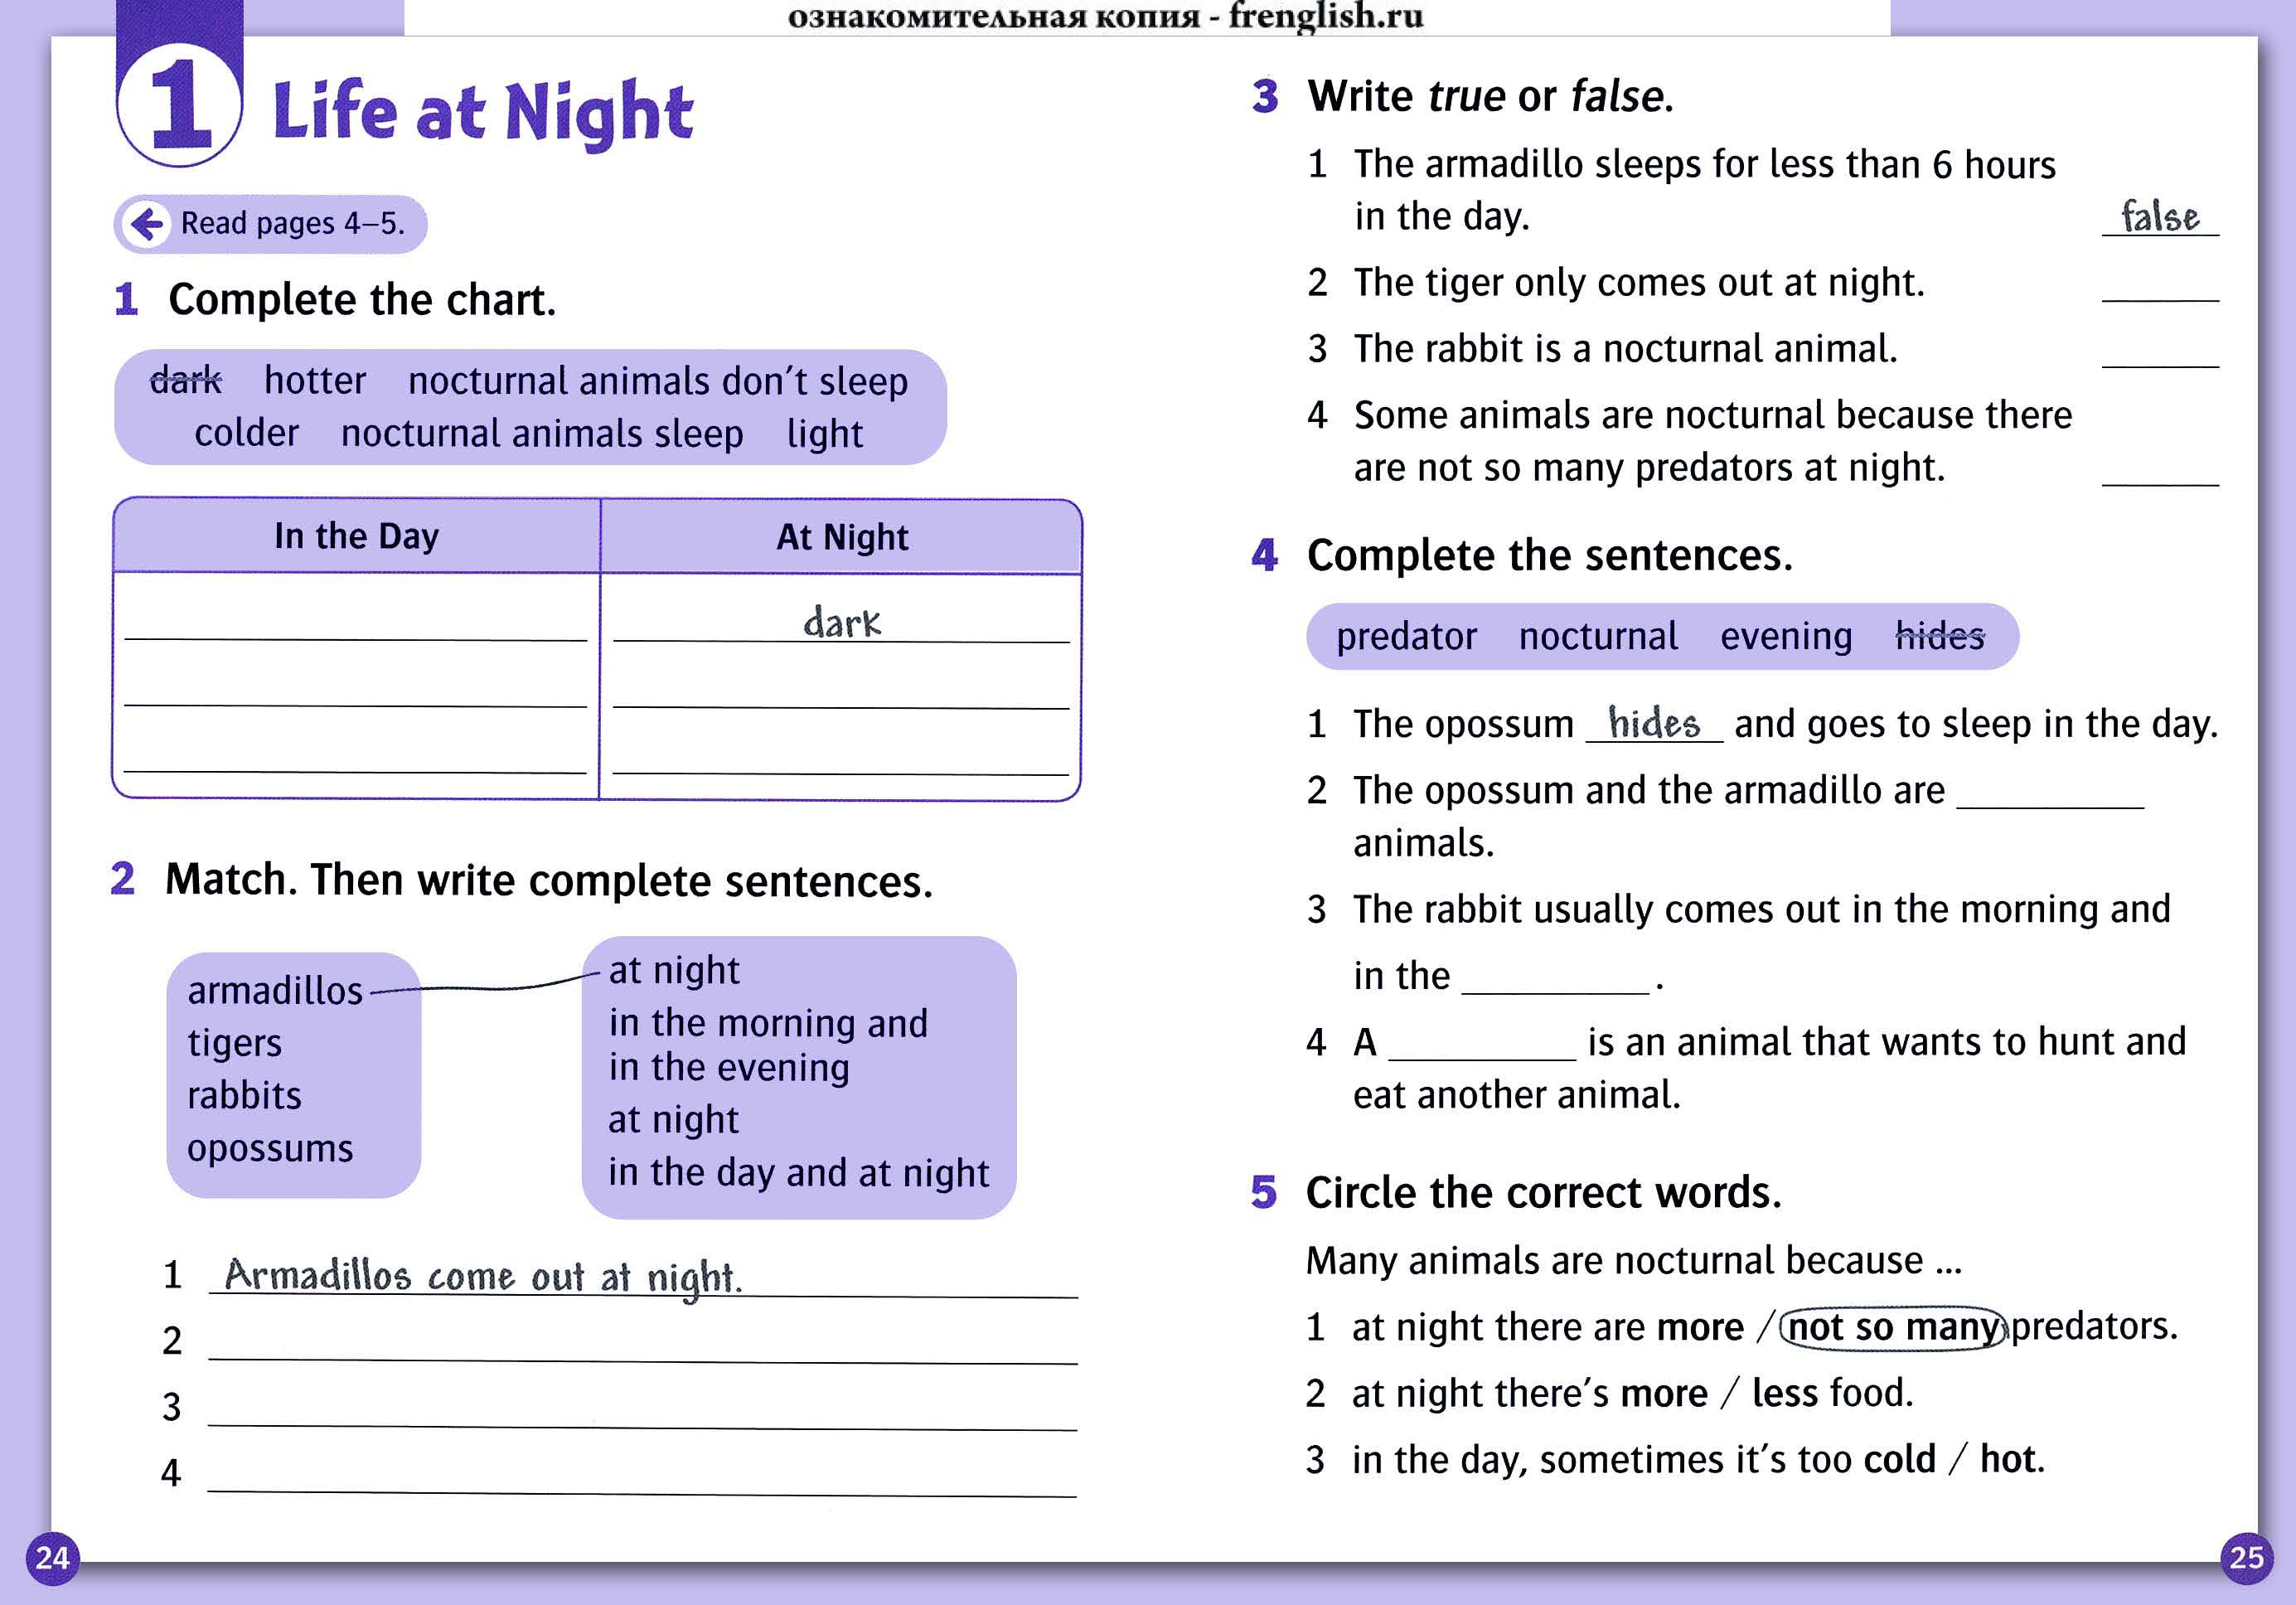 ознакомительная копия - frenglish.ru
1 Life at Night
Read pages 4–5.
1 Complete the chart.
dark hotter nocturnal animals don't sleep
colder nocturnal animals sleep light
In the Day At Night
dark
2 Match. Then write complete sentences.
armadillos
tigers
rabbits
opossums
at night
in the morning and
in the evening
at night
in the day and at night
1 Armadillos come out at night.
2
3
4
24
3 Write true or false.
1 The armadillo sleeps for less than 6 hours
in the day. false
2 The tiger only comes out at night.
3 The rabbit is a nocturnal animal.
4 Some animals are nocturnal because there
are not so many predators at night.
4 Complete the sentences.
predator nocturnal evening hides
1 The opossum hides and goes to sleep in the day.
2 The opossum and the armadillo are
animals.
3 The rabbit usually comes out in the morning and
in the .
4 A is an animal that wants to hunt and
eat another animal.
5 Circle the correct words.
Many animals are nocturnal because ...
1 at night there are more / not so many predators.
2 at night there's more / less food.
3 in the day, sometimes it's too cold / hot.
25